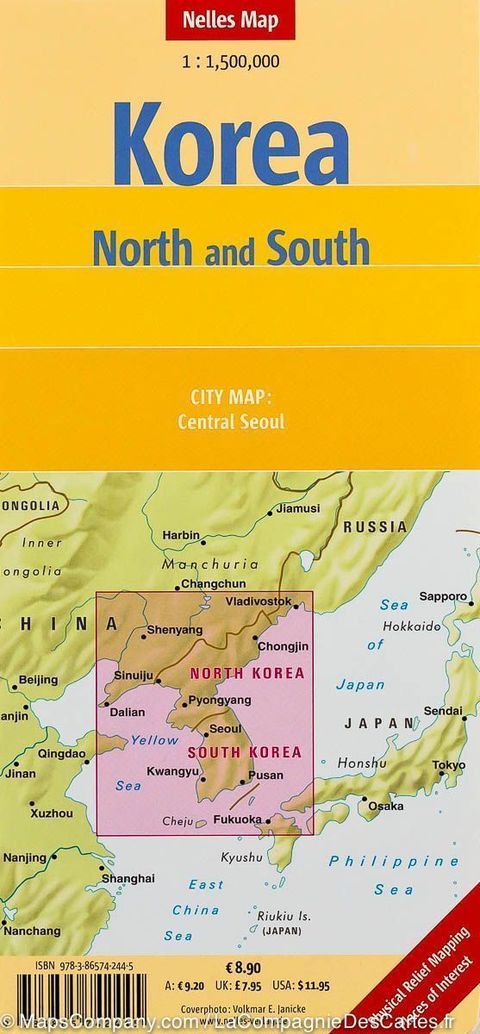 Nelles Map
1 : 1,500,000
Korea
North and South
CITY MAP:
Central Seoul
ONGOLIA
Jiamusi
RUSSIA
Inner
Harbin
ongolia
Manchuria
Changchun
Sapporo
Vladivostok
Sea
CHINA
Shenyang
Hokkaido
Chongjin
of
Beijing
Sinuiju
NORTH KOREA
Japan
anjin
Dalian
Pyongyang
JAPAN
Sendai
Yellow
Seoul
Qingdao
SOUTH KOREA
Honshu
Tokyo
Jinan
Sea
Kwangyu
Pusan
Xuzhou
Osaka
Cheju
Fukuoka
Nanjing
Kyushu
Philippine
Shanghai
East
Sea
China
Riukiu Is.
Nanchang
Sea
(JAPAN)
Physical Relief Mapping
Places of Interest
ISBN 978-3-86574-244-5
€ 8.90
A: € 9.20 UK: £ 7.95 USA: $ 11.95
Coverphoto: Volkmar E. Janicke
©MapsCompany.com - LaCompagnieDesCartes.fr